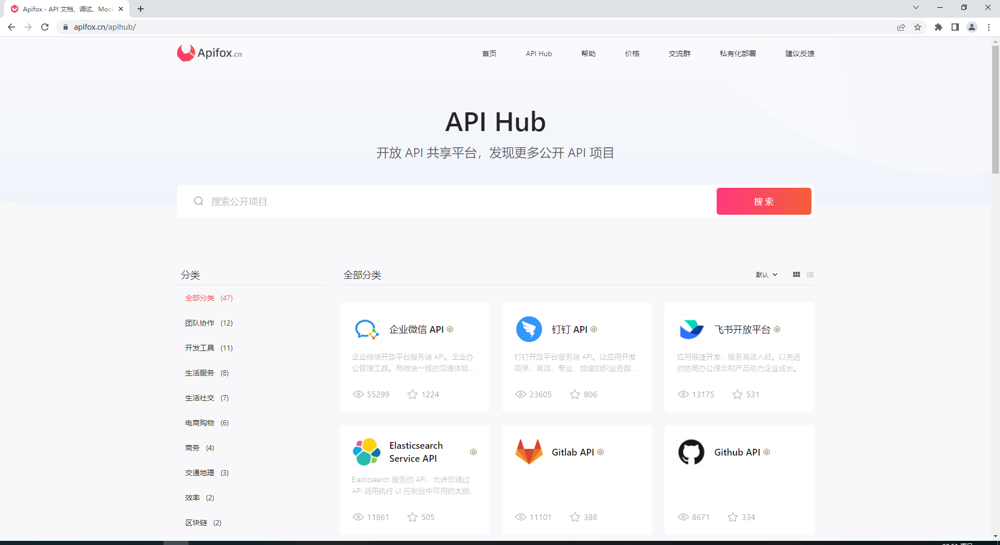 Apifox - API 文档、调试、Mock
apifox.cn/apihub/
Apifox.cn
首页
API Hub
帮助
价格
交流群
私有化部署
建议反馈
API Hub
开放 API 共享平台，发现更多公开 API 项目
搜索公开项目
搜 索
分类
全部分类 (47)
团队协作 (12)
开发工具 (11)
生活服务 (8)
生活社交 (7)
电商购物 (6)
商务 (4)
交通地理 (3)
效率 (2)
区块链 (2)
全部分类
默认
企业微信 API
企业微信开放平台服务端 API。企业办
公管理工具。与微信一致的沟通体验...
55299
1224
钉钉 API
钉钉开放平台服务端 API。让应用开发
简单、高效、专业，加速组织业务数...
23605
806
飞书开放平台
应用敏捷开发，服务高效入驻。以先进
的协同办公理念和产品助力企业成长。
13175
531
Elasticsearch
Service API
Elasticsearch 服务的 API，允许您通过
API 调用执行 UI 控制台中可用的大部...
11861
505
Gitlab API
11101
388
Github API
8671
334